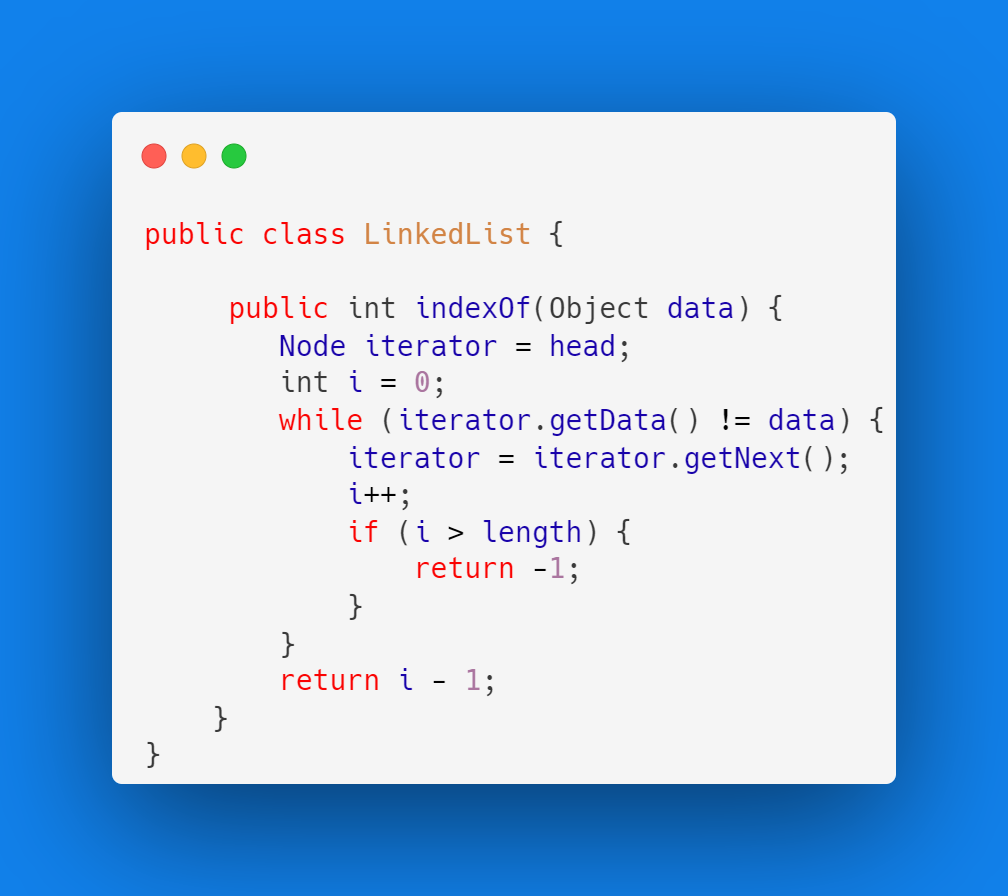 public class LinkedList {
public int indexOf(Object data) {
Node iterator = head;
int i = 0;
while (iterator.getData() != data) {
iterator = iterator.getNext();
i++;
if (i > length) {
return -1;
}
}
return i - 1;
}
}